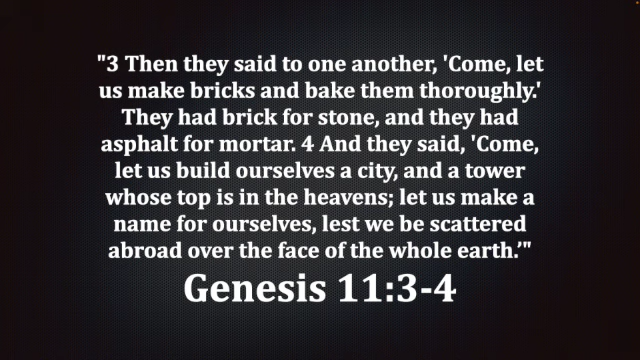 "3 Then they said to one another, 'Come, let
us make bricks and bake them thoroughly.'
They had brick for stone, and they had
asphalt for mortar. 4 And they said, 'Come,
let us build ourselves a city, and a tower
whose top is in the heavens; let us make a
name for ourselves, lest we be scattered
abroad over the face of the whole earth.’"
Genesis 11:3-4